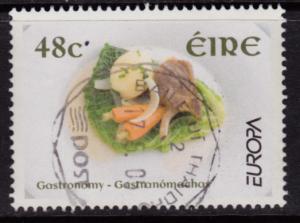 48c
ÉIRE
EUROPA
Gastronomy - Gastranómachas